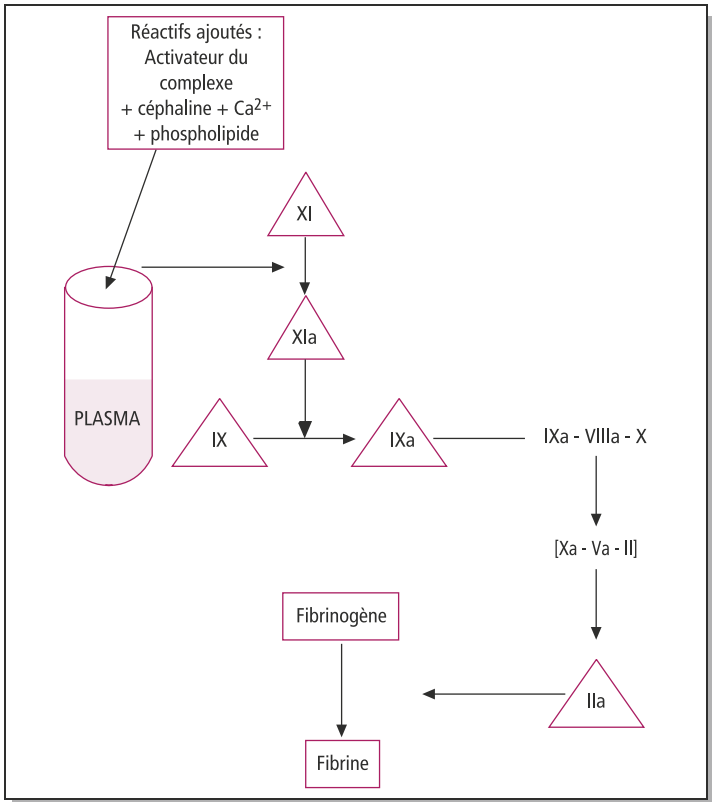 Réactifs ajoutés :
Activateur du
complexe
+ céphaline + Ca2+
+ phospholipide
XI
XIa
PLASMA
IX
IXa
IXa - VIIIa - X
[Xa - Va - II]
Fibrinogène
IIa
Fibrine